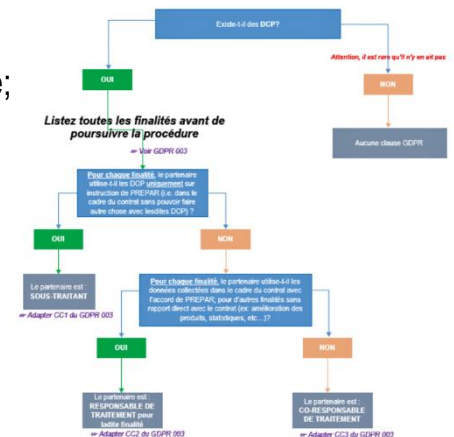 Existe-t-il des DCP?
e;
Attention, il est rare qu'il n'y en ait pas
OUI
NON
Listez toutes les finalités avant de
poursuivre la procédure
Aucune clause GDPR
✏ Voir GDPR 003
Pour chaque finalité, le partenaire
utilise-t-il les DCP uniquement sur
instruction de PREPAR (i.e. dans le
cadre du contrat sans pouvoir faire
autre chose avec lesdites DCP) ?
OUI
NON
Le partenaire est :
SOUS-TRAITANT
✏ Adapter CC1 du GDPR 003
Pour chaque finalité, le partenaire utilise-t-il les
données collectées dans le cadre du contrat avec
l'accord de PREPAR; pour d'autres finalités sans
rapport direct avec le contrat (ex: amélioration des
produits, statistiques, etc…)?
OUI
NON
Le partenaire est :
RESPONSABLE DE
TRAITEMENT pour
ladite finalité
✏ Adapter CC2 du GDPR 003
Le partenaire est :
CO-RESPONSABLE
DE TRAITEMENT
✏ Adapter CC3 du GDPR 003